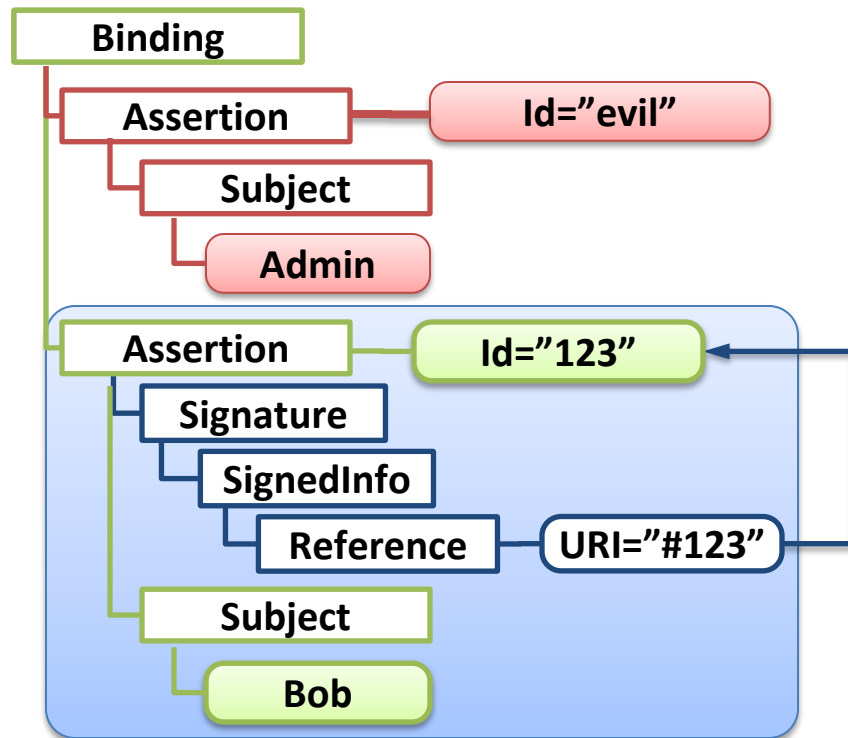 Binding
Assertion
Id=”evil”
Subject
Admin
Assertion
Id=”123”
Signature
SignedInfo
Reference
URI=”#123”
Subject
Bob